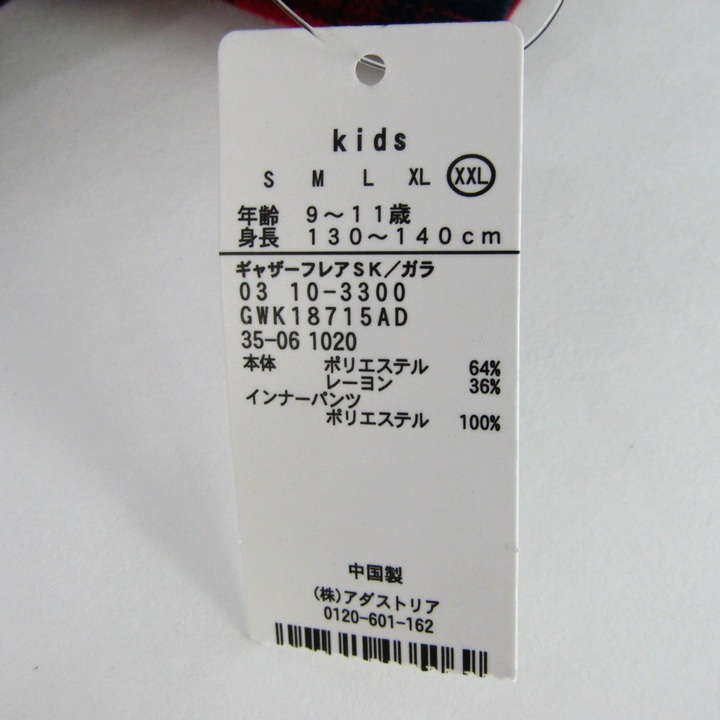 kids
S M L XL XXL
年齢 9〜11歳
身長 130〜140cm
ギャザーフレアSK／ガラ
03 10-3300
GWK18715AD
35-06 1020
本体 ポリエステル 64%
レーヨン 36%
インナーパンツ
ポリエステル 100%
中国製
(株)アダストリア
0120-601-162